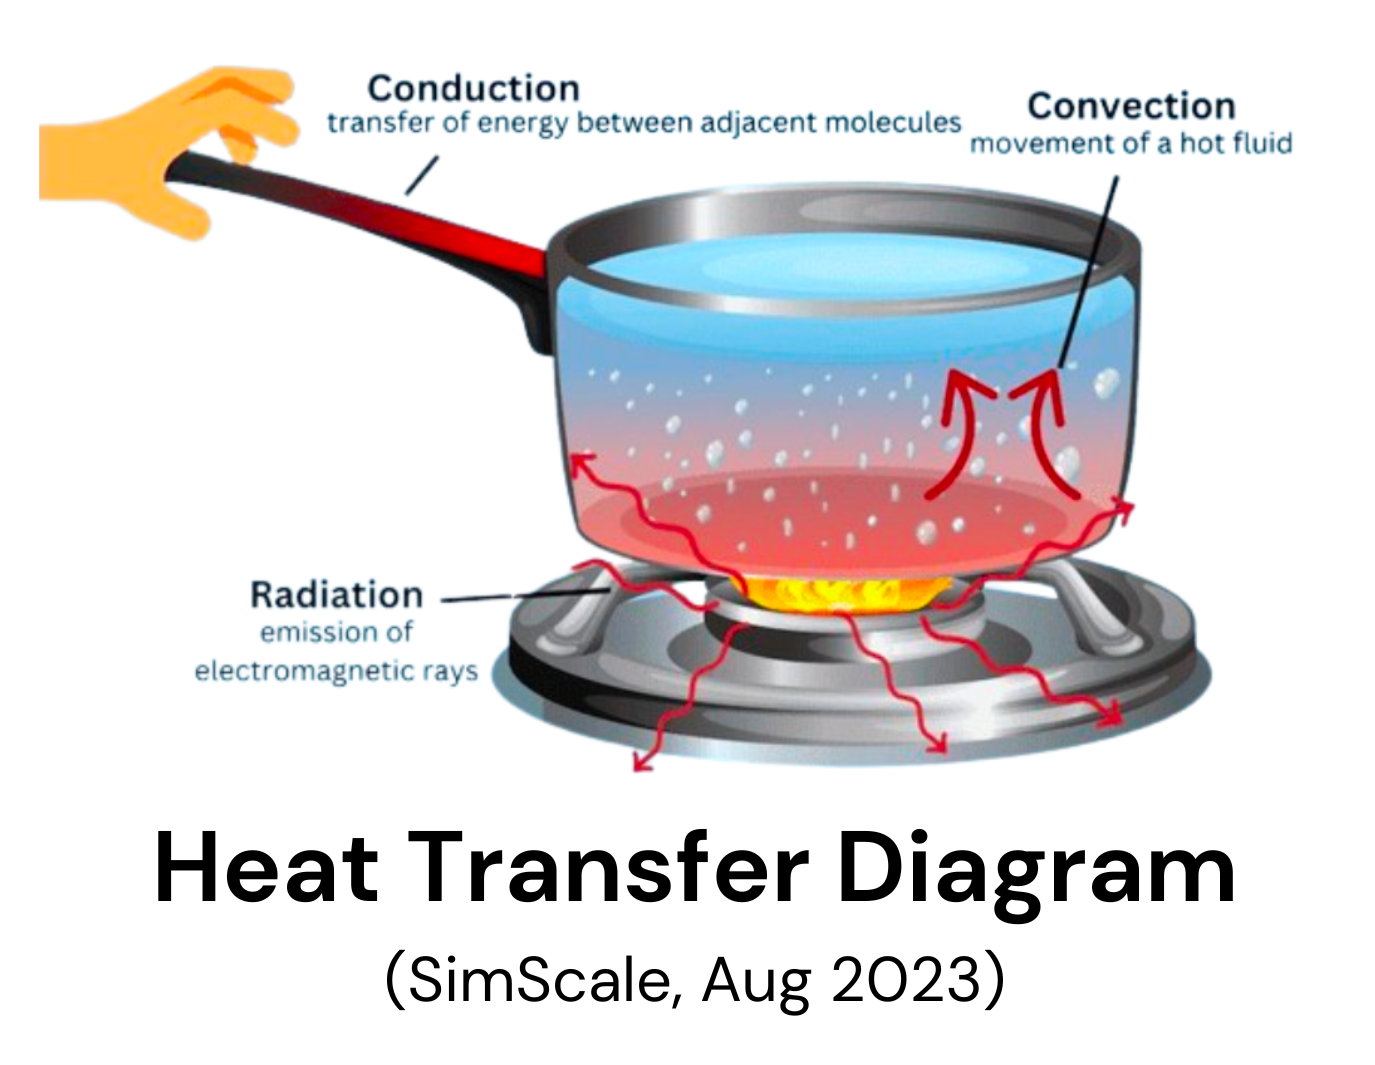 Conduction
transfer of energy between adjacent molecules
Convection
movement of a hot fluid
Radiation
emission of
electromagnetic rays
Heat Transfer Diagram
(SimScale, Aug 2023)